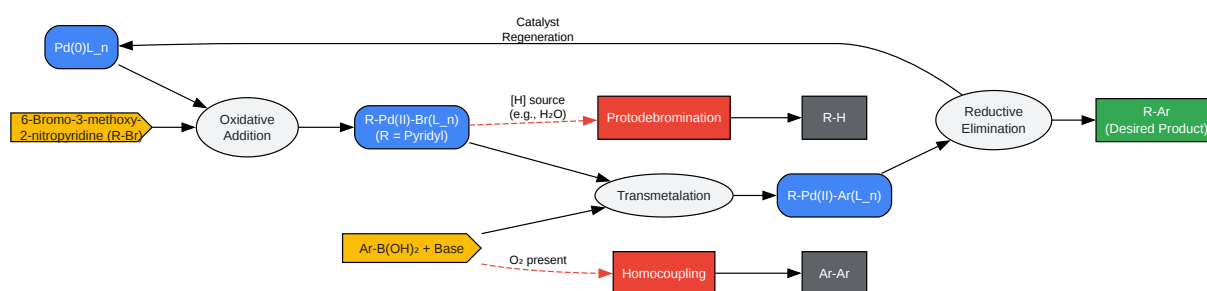 Catalyst
Regeneration
Pd(0)L_n
6-Bromo-3-methoxy-
2-nitropyridine (R-Br)
Oxidative
Addition
R-Pd(II)-Br(L_n)
(R = Pyridyl)
[H] source
(e.g., H₂O)
Protodebromination
R-H
Reductive
Elimination
R-Ar
(Desired Product)
Transmetalation
R-Pd(II)-Ar(L_n)
Ar-B(OH)₂ + Base
O₂ present
Homocoupling
Ar-Ar